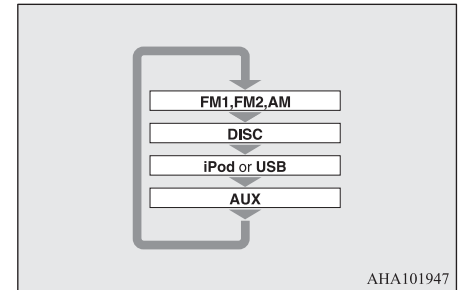 FM1,FM2,AM
DISC
iPod or USB
AUX
AHA101947